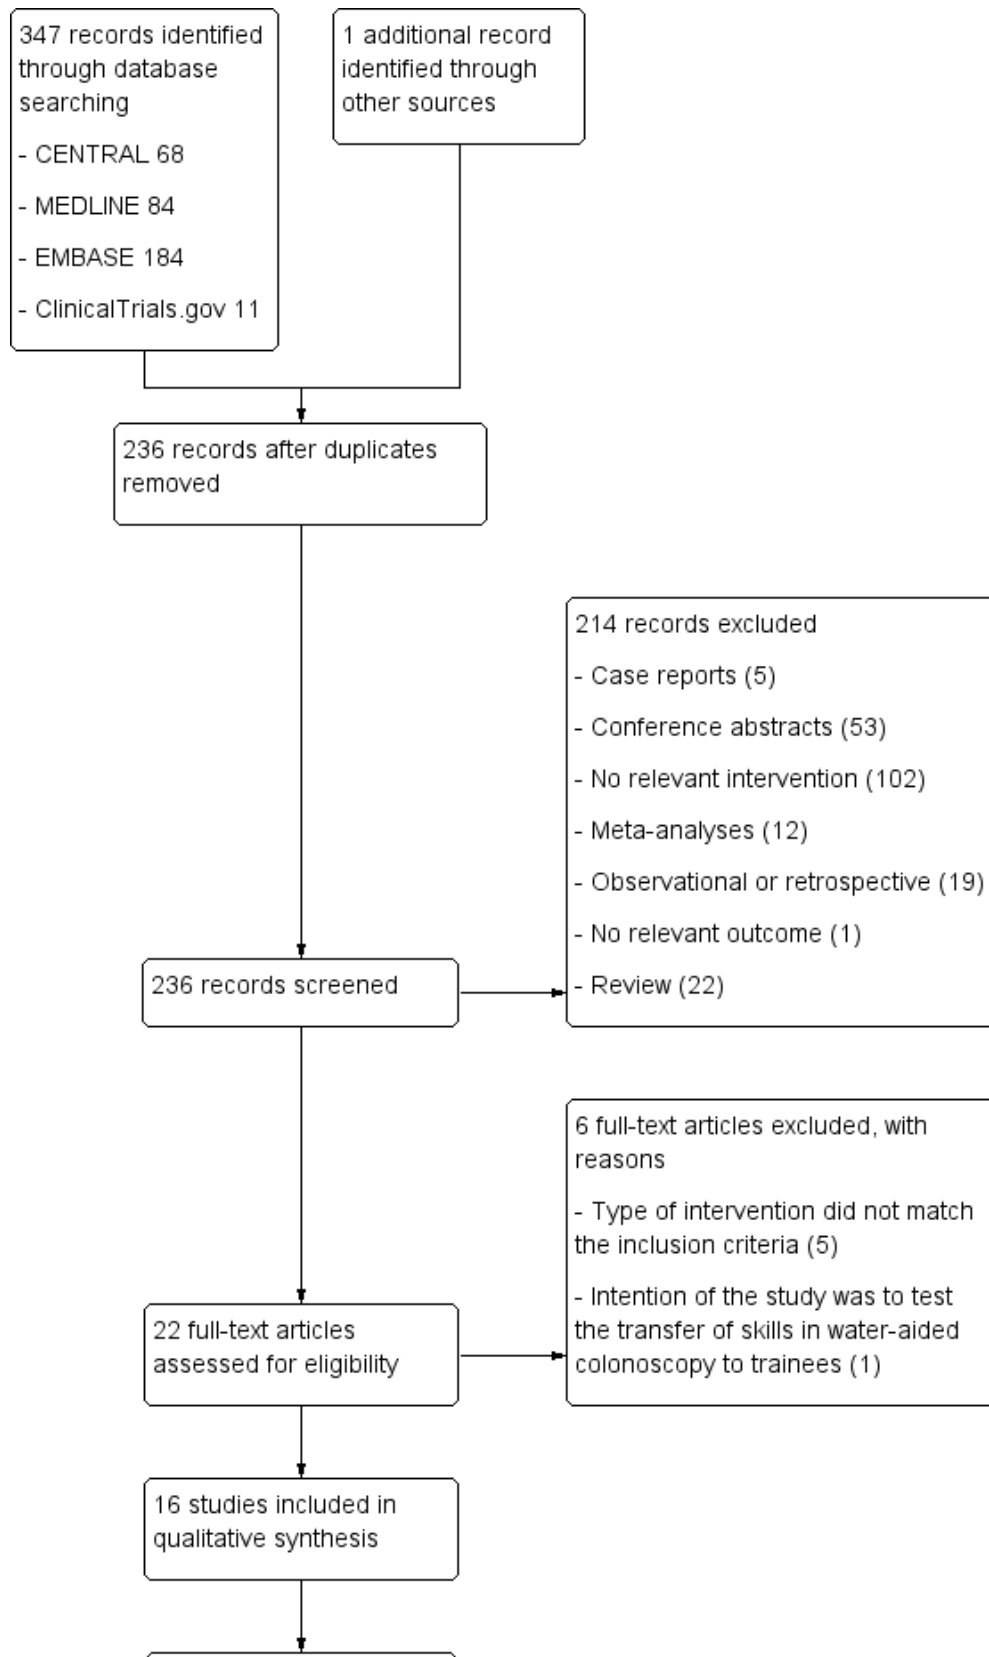 347 records identified
through database
searching
- CENTRAL 68
- MEDLINE 84
- EMBASE 184
- ClinicalTrials.gov 11
1 additional record
identified through
other sources
236 records after duplicates
removed
214 records excluded
- Case reports (5)
- Conference abstracts (53)
- No relevant intervention (102)
- Meta-analyses (12)
- Observational or retrospective (19)
- No relevant outcome (1)
- Review (22)
236 records screened
6 full-text articles excluded, with
reasons
- Type of intervention did not match
the inclusion criteria (5)
- Intention of the study was to test
the transfer of skills in water-aided
colonoscopy to trainees (1)
22 full-text articles
assessed for eligibility
16 studies included in
qualitative synthesis